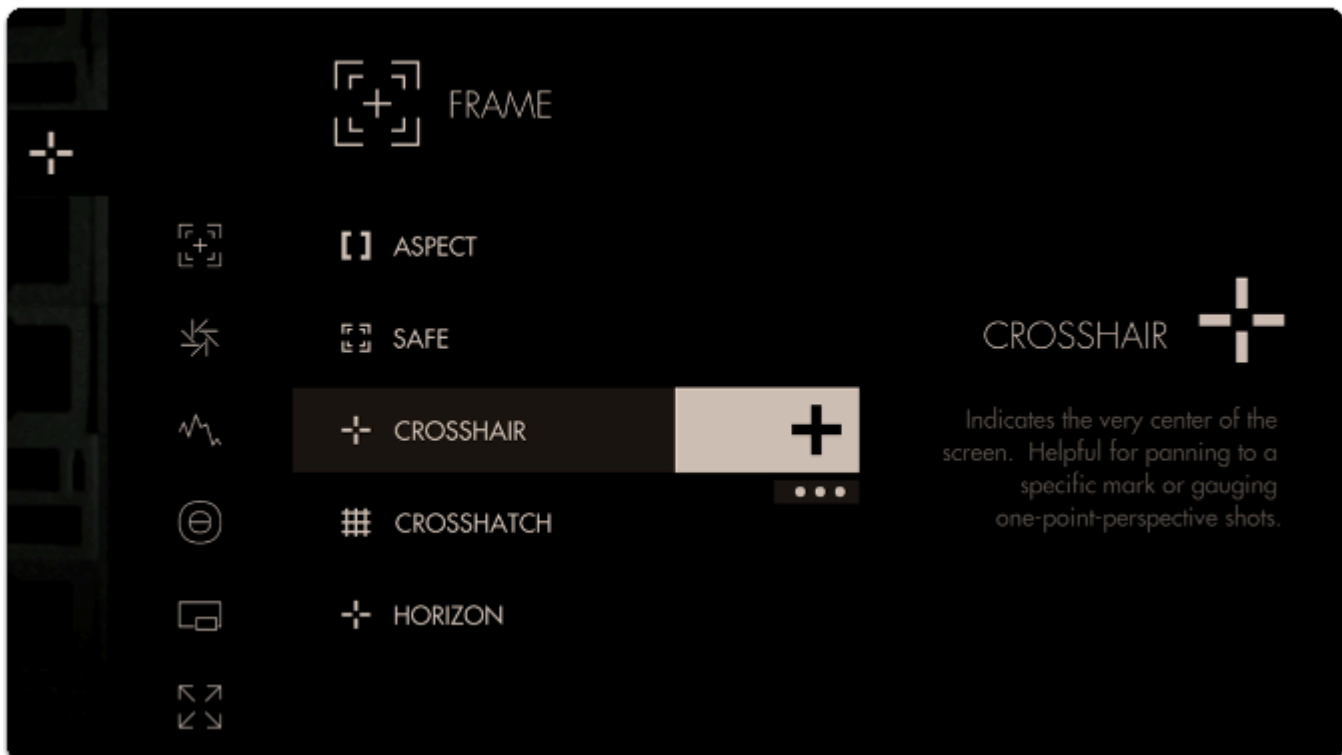 FRAME
ASPECT
SAFE
CROSSHAIR
CROSSHATCH
HORIZON
CROSSHAIR
Indicates the very center of the
screen. Helpful for panning to a
specific mark or gauging
one-point-perspective shots.